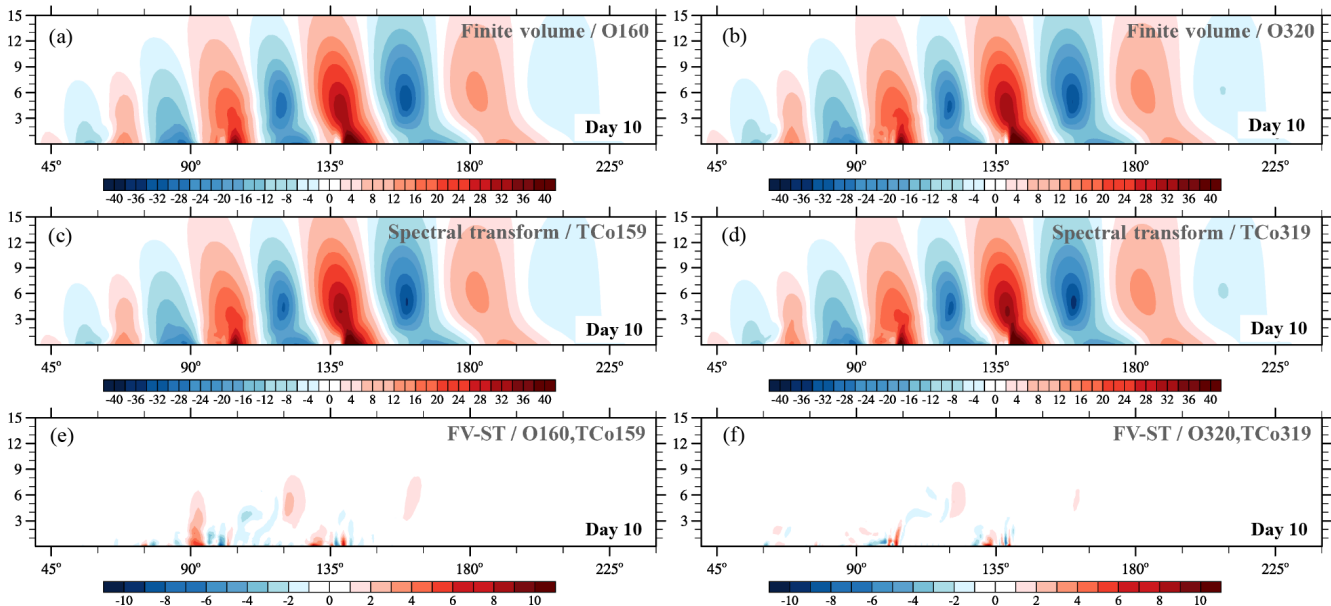 15
12
9
6
3
(a)
Finite volume / O160
Day 10
45° 90° 135° 180° 225°
-40 -36 -32 -28 -24 -20 -16 -12 -8 -4 0 4 8 12 16 20 24 28 32 36 40
15
12
9
6
3
(b)
Finite volume / O320
Day 10
45° 90° 135° 180° 225°
-40 -36 -32 -28 -24 -20 -16 -12 -8 -4 0 4 8 12 16 20 24 28 32 36 40
15
12
9
6
3
(c)
Spectral transform / TCo159
Day 10
45° 90° 135° 180° 225°
-40 -36 -32 -28 -24 -20 -16 -12 -8 -4 0 4 8 12 16 20 24 28 32 36 40
15
12
9
6
3
(d)
Spectral transform / TCo319
Day 10
45° 90° 135° 180° 225°
-40 -36 -32 -28 -24 -20 -16 -12 -8 -4 0 4 8 12 16 20 24 28 32 36 40
15
12
9
6
3
(e)
FV-ST / O160,TCo159
Day 10
45° 90° 135° 180° 225°
-10 -8 -6 -4 -2 0 2 4 6 8 10
15
12
9
6
3
(f)
FV-ST / O320,TCo319
Day 10
45° 90° 135° 180° 225°
-10 -8 -6 -4 -2 0 2 4 6 8 10